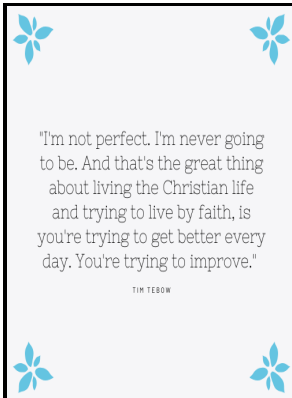 "I'm not perfect. I'm never going
to be. And that's the great thing
about living the Christian life
and trying to live by faith, is
you're trying to get better every
day. You're trying to improve."
TIM TEBOW